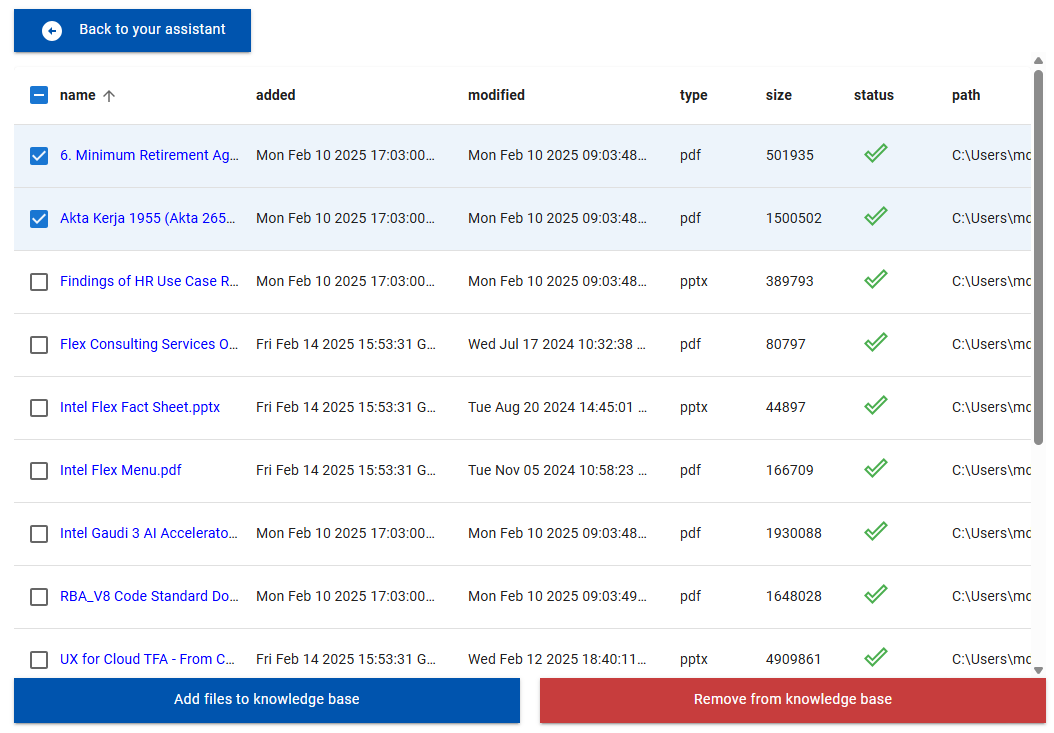 Back to your assistant
name added modified type size status path
6. Minimum Retirement Ag... Mon Feb 10 2025 17:03:00... Mon Feb 10 2025 09:03:48... pdf 501935 C:\Users\mc
Akta Kerja 1955 (Akta 265... Mon Feb 10 2025 17:03:00... Mon Feb 10 2025 09:03:48... pdf 1500502 C:\Users\mc
Findings of HR Use Case R... Mon Feb 10 2025 17:03:00... Mon Feb 10 2025 09:03:48... pptx 389793 C:\Users\mc
Flex Consulting Services O... Fri Feb 14 2025 15:53:31 G... Wed Jul 17 2024 10:32:38 ... pdf 80797 C:\Users\mc
Intel Flex Fact Sheet.pptx Fri Feb 14 2025 15:53:31 G... Tue Aug 20 2024 14:45:01 ... pptx 44897 C:\Users\mc
Intel Flex Menu.pdf Fri Feb 14 2025 15:53:31 G... Tue Nov 05 2024 10:58:23 ... pdf 166709 C:\Users\mc
Intel Gaudi 3 AI Accelerato... Mon Feb 10 2025 17:03:00... Mon Feb 10 2025 09:03:48... pdf 1930088 C:\Users\mc
RBA_V8 Code Standard Do... Mon Feb 10 2025 17:03:00... Mon Feb 10 2025 09:03:49... pdf 1648028 C:\Users\mc
UX for Cloud TFA - From C... Fri Feb 14 2025 15:53:31 G... Wed Feb 12 2025 18:40:11... pptx 4909861 C:\Users\mc
Add files to knowledge base Remove from knowledge base